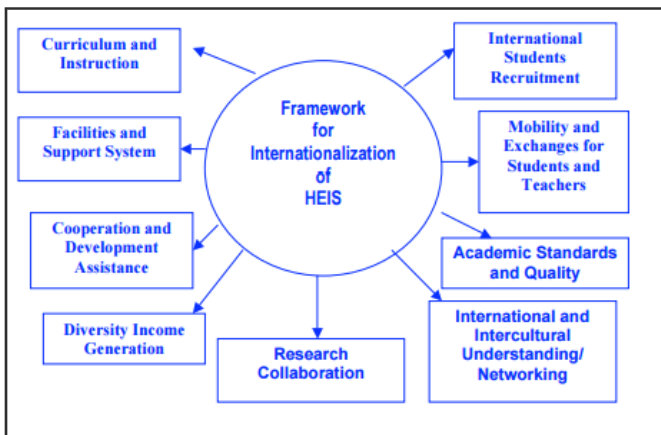 Curriculum and
Instruction
International
Students
Recruitment
Framework
for
Internationalization
of
HEIS
Facilities and
Support System
Mobility and
Exchanges for
Students and
Teachers
Cooperation and
Development
Assistance
Academic Standards
and Quality
Diversity Income
Generation
Research
Collaboration
International and
Intercultural
Understanding/
Networking